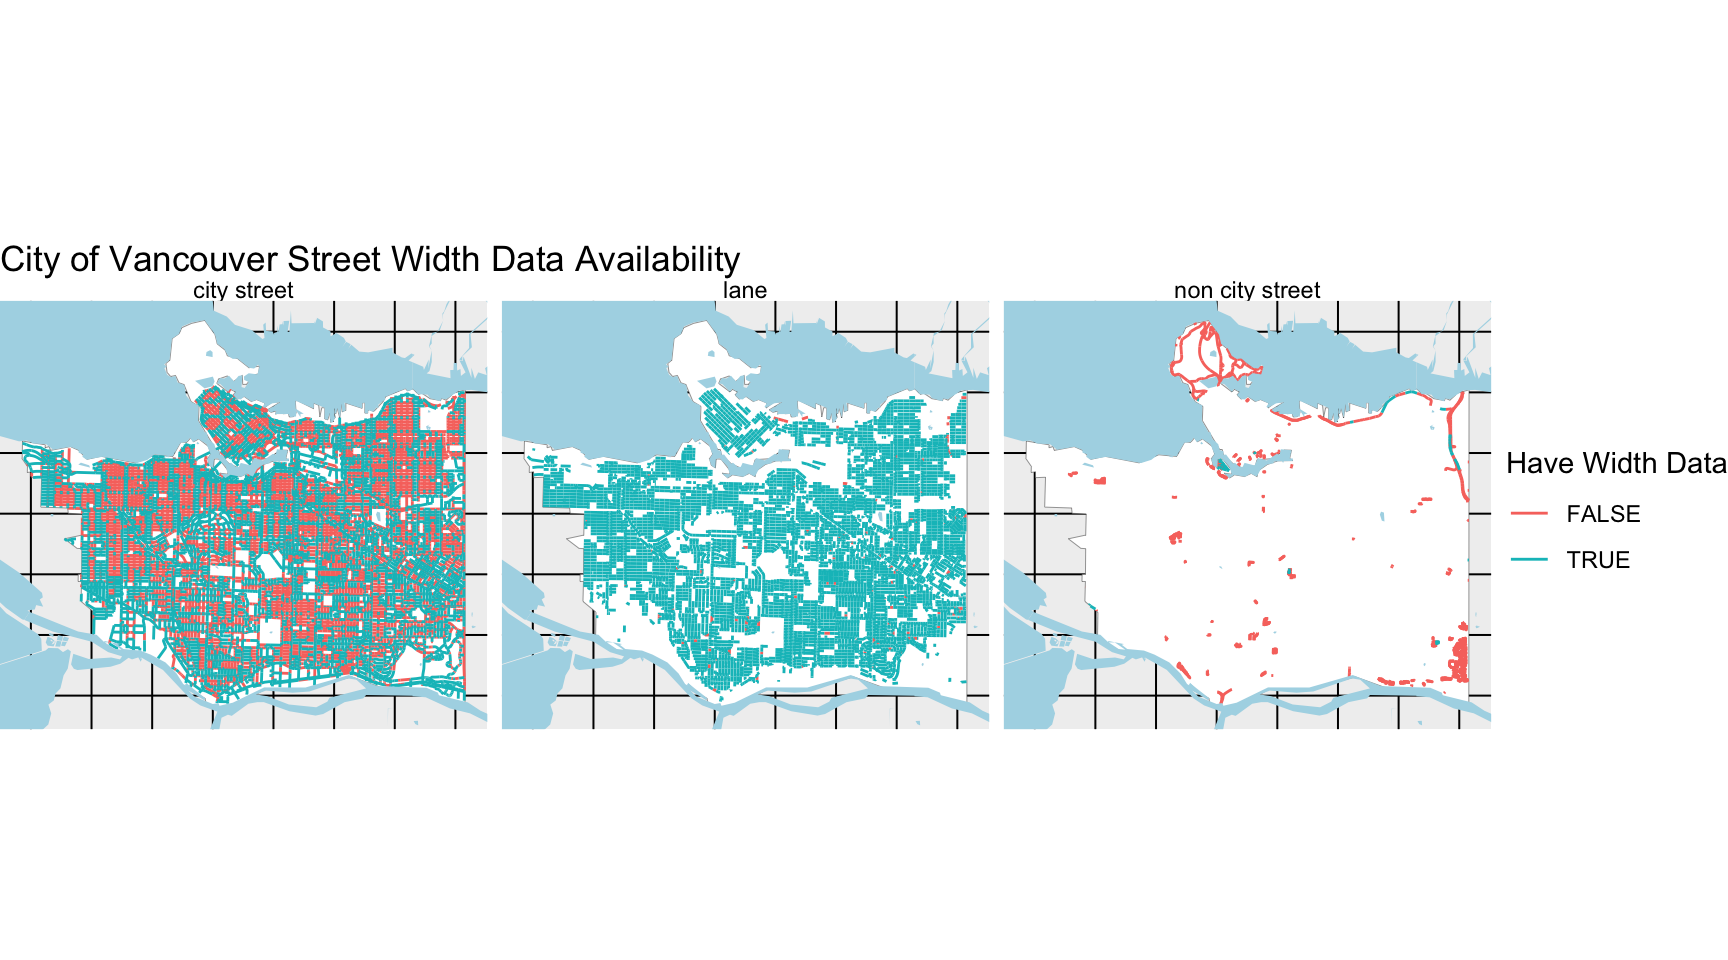 City of Vancouver Street Width Data Availability
city street
lane
non city street
Have Width Data
FALSE
TRUE